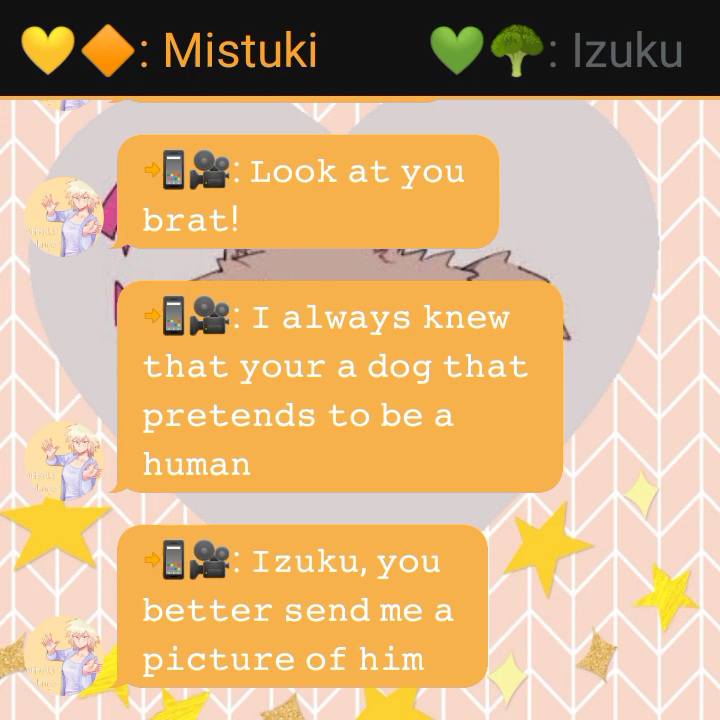 💛🔶: Mistuki 💚🥦: Izuku
📲🎥: Look at you
brat!
📲🎥: I always knew
that your a dog that
pretends to be a
human
📲🎥: Izuku, you
better send me a
picture of him